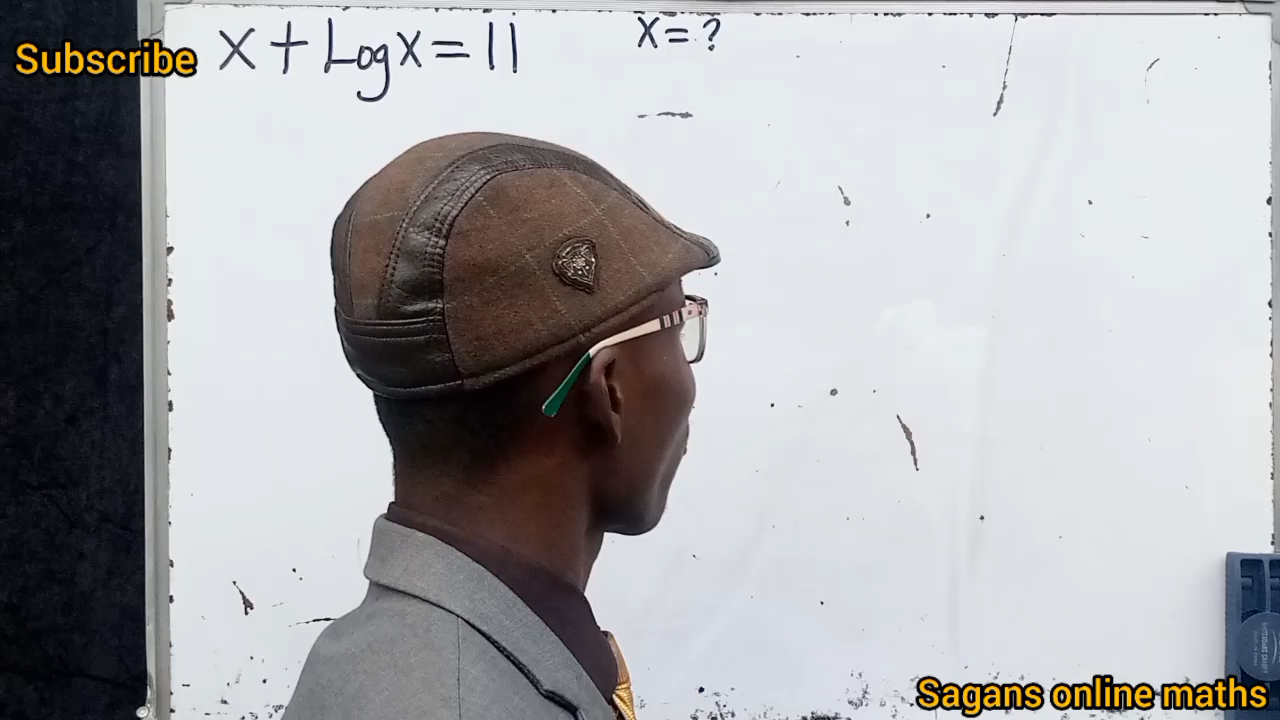 x + Log x = 11
x = ?
Subscribe
Sagans online maths